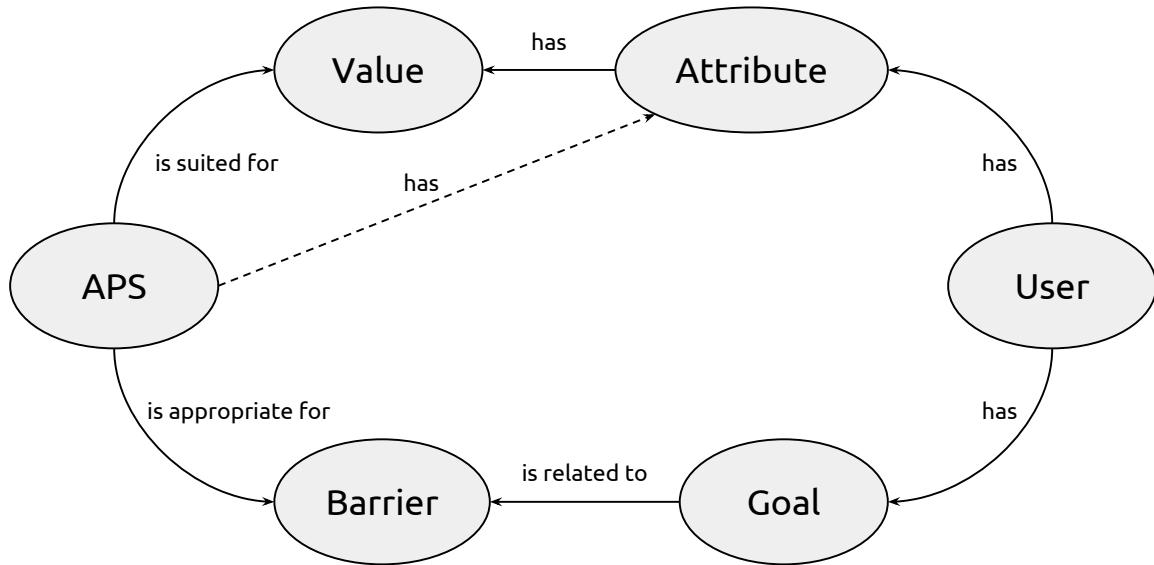 has
Value
Attribute
is suited for
has
has
APS
User
is appropriate for
has
is related to
Barrier
Goal